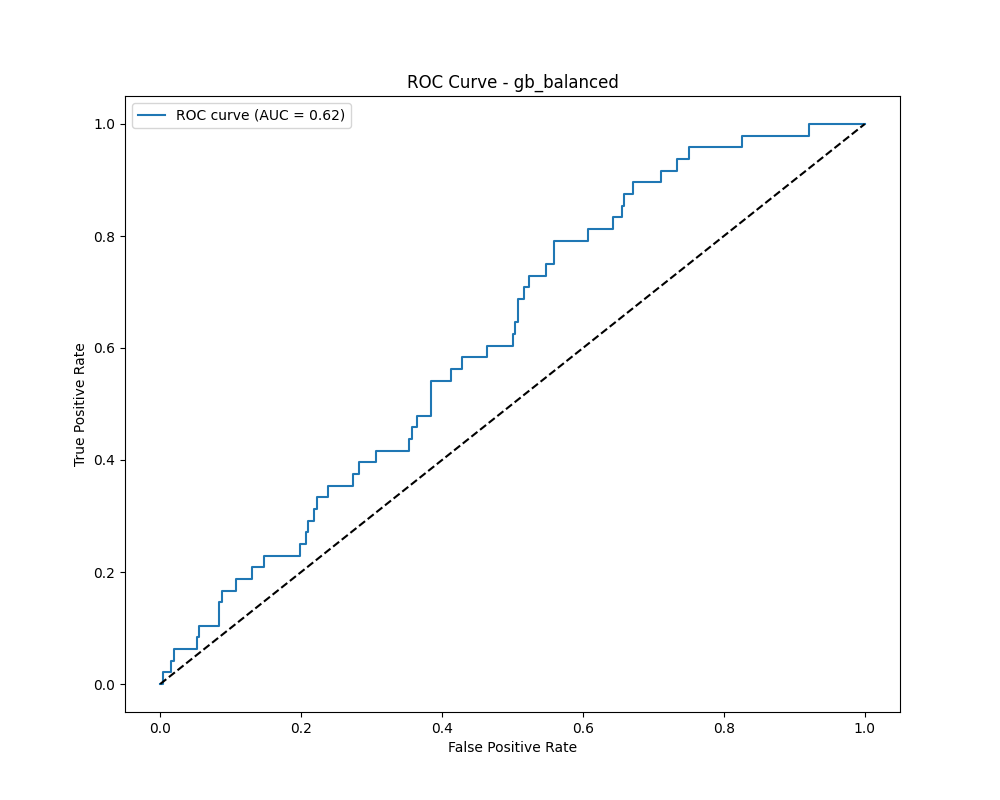 ROC Curve - gb_balanced
ROC curve (AUC = 0.62)
True Positive Rate
1.0
0.8
0.6
0.4
0.2
0.0
0.0 0.2 0.4 0.6 0.8 1.0
False Positive Rate